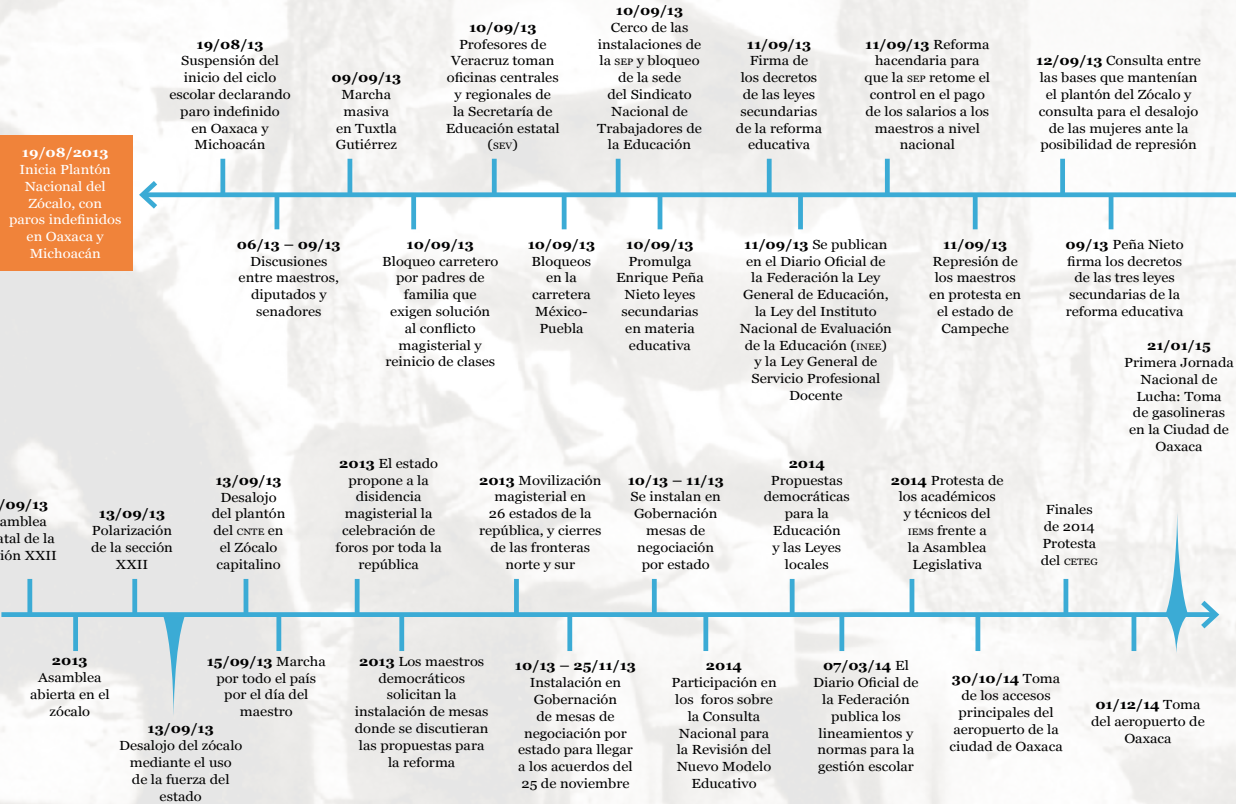 19/08/2013
Inicia Plantón
Nacional del
Zócalo, con
paros indefinidos
en Oaxaca y
Michoacán
19/08/13
Suspensión del
inicio del ciclo
escolar declarando
paro indefinido
en Oaxaca y
Michoacán
06/13 – 09/13
Discusiones
entre maestros,
diputados y
senadores
09/09/13
Marcha
masiva
en Tuxtla
Gutiérrez
10/09/13
Bloqueo carretero
por padres de
familia que
exigen solución
al conflicto
magisterial y
reinicio de clases
10/09/13
Profesores de
Veracruz toman
oficinas centrales
y regionales de
la Secretaría de
Educación estatal
(SEV)
10/09/13
Bloqueos
en la
carretera
México-
Puebla
10/09/13
Cerco de las
instalaciones de
la SEP y bloqueo
de la sede
del Sindicato
Nacional de
Trabajadores de
la Educación
10/09/13
Promulga
Enrique Peña
Nieto leyes
secundarias
en materia
educativa
11/09/13
Firma de
los decretos
de las leyes
secundarias
de la reforma
educativa
11/09/13 Se publican
en el Diario Oficial de
la Federación la Ley
General de Educación,
la Ley del Instituto
Nacional de Evaluación
de la Educación (INEE)
y la Ley General de
Servicio Profesional
Docente
11/09/13 Reforma
hacendaria para
que la SEP retome el
control en el pago
de los salarios a los
maestros a nivel
nacional
11/09/13
Represión de
los maestros
en protesta en
el estado de
Campeche
12/09/13 Consulta entre
las bases que mantenían
el plantón del Zócalo y
consulta para el desalojo
de las mujeres ante la
posibilidad de represión
09/13 Peña Nieto
firma los decretos
de las tres leyes
secundarias de la
reforma educativa
/09/13
amblea
atal de la
ión XXII
2013
Asamblea
abierta en el
zócalo
13/09/13
Polarización
de la sección
XXII
13/09/13
Desalojo del zócalo
mediante el uso
de la fuerza del
estado
13/09/13
Desalojo
del plantón
del CNTE en
el Zócalo
capitalino
15/09/13 Marcha
por todo el país
por el día del
maestro
2013 El estado
propone a la
disidencia
magisterial la
celebración de
foros por toda la
república
2013 Los maestros
democráticos
solicitan la
instalación de mesas
donde se discutieran
las propuestas para
la reforma
2013 Movilización
magisterial en
26 estados de la
república, y cierres
de las fronteras
norte y sur
10/13 – 25/11/13
Instalación en
Gobernación
de mesas de
negociación por
estado para llegar
a los acuerdos del
25 de noviembre
10/13 – 11/13
Se instalan en
Gobernación
mesas de
negociación
por estado
2014
Participación en
los foros sobre
la Consulta
Nacional para
la Revisión del
Nuevo Modelo
Educativo
2014
Propuestas
democráticas
para la
Educación
y las Leyes
locales
07/03/14 El
Diario Oficial de
la Federación
publica los
lineamientos y
normas para la
gestión escolar
2014 Protesta de
los académicos
y técnicos del
IEMS frente a
la Asamblea
Legislativa
30/10/14 Toma
de los accesos
principales del
aeropuerto de la
ciudad de Oaxaca
Finales
de 2014
Protesta
del CETEG
01/12/14 Toma
del aeropuerto de
Oaxaca
21/01/15
Primera Jornada
Nacional de
Lucha: Toma
de gasolineras
en la Ciudad de
Oaxaca